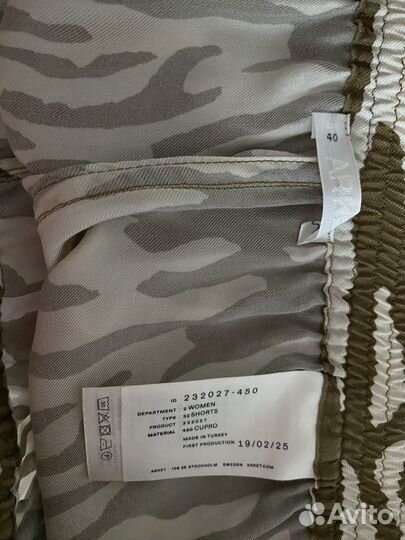 40
ARKET
ID 232027-450
DEPARTMENT 2 WOMEN
TYPE 32 SHORTS
PRODUCT 232027
MATERIAL 450 CUPRO
MADE IN TURKEY
FIRST PRODUCTION 19/02/25
ARKET 106 38 STOCKHOLM SWEDEN ARKET.COM
Avito